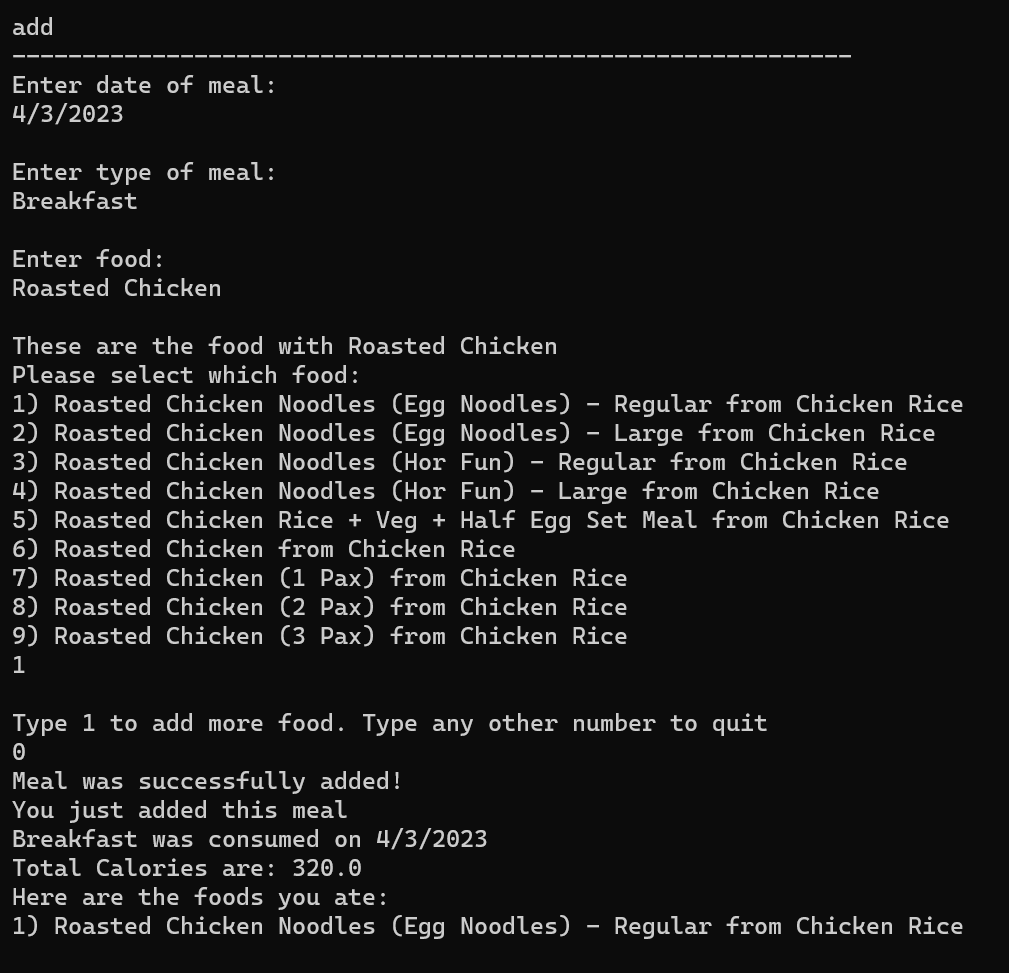 add
------------------------------------------------------------
Enter date of meal:
4/3/2023
Enter type of meal:
Breakfast
Enter food:
Roasted Chicken
These are the food with Roasted Chicken
Please select which food:
1) Roasted Chicken Noodles (Egg Noodles) - Regular from Chicken Rice
2) Roasted Chicken Noodles (Egg Noodles) - Large from Chicken Rice
3) Roasted Chicken Noodles (Hor Fun) - Regular from Chicken Rice
4) Roasted Chicken Noodles (Hor Fun) - Large from Chicken Rice
5) Roasted Chicken Rice + Veg + Half Egg Set Meal from Chicken Rice
6) Roasted Chicken from Chicken Rice
7) Roasted Chicken (1 Pax) from Chicken Rice
8) Roasted Chicken (2 Pax) from Chicken Rice
9) Roasted Chicken (3 Pax) from Chicken Rice
1
Type 1 to add more food. Type any other number to quit
0
Meal was successfully added!
You just added this meal
Breakfast was consumed on 4/3/2023
Total Calories are: 320.0
Here are the foods you ate:
1) Roasted Chicken Noodles (Egg Noodles) - Regular from Chicken Rice